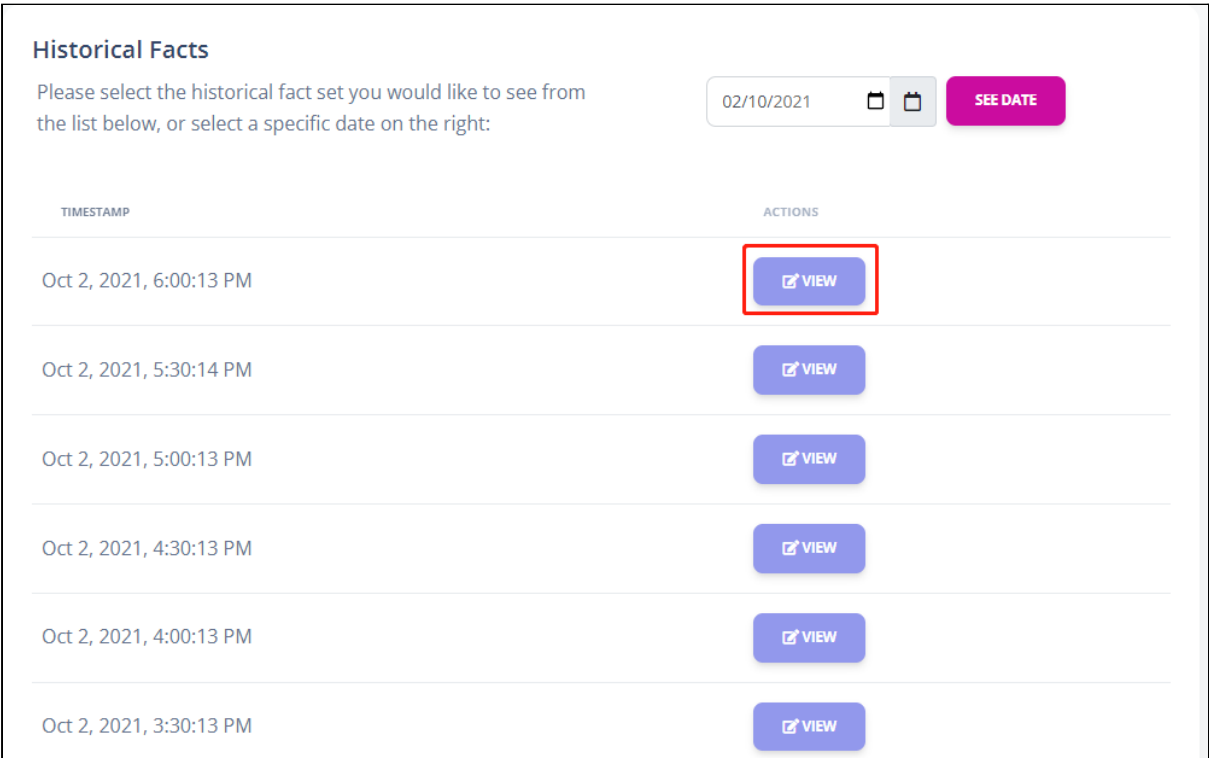 Historical Facts
Please select the historical fact set you would like to see from
the list below, or select a specific date on the right:
02/10/2021
SEE DATE
TIMESTAMP ACTIONS
Oct 2, 2021, 6:00:13 PM VIEW
Oct 2, 2021, 5:30:14 PM VIEW
Oct 2, 2021, 5:00:13 PM VIEW
Oct 2, 2021, 4:30:13 PM VIEW
Oct 2, 2021, 4:00:13 PM VIEW
Oct 2, 2021, 3:30:13 PM VIEW